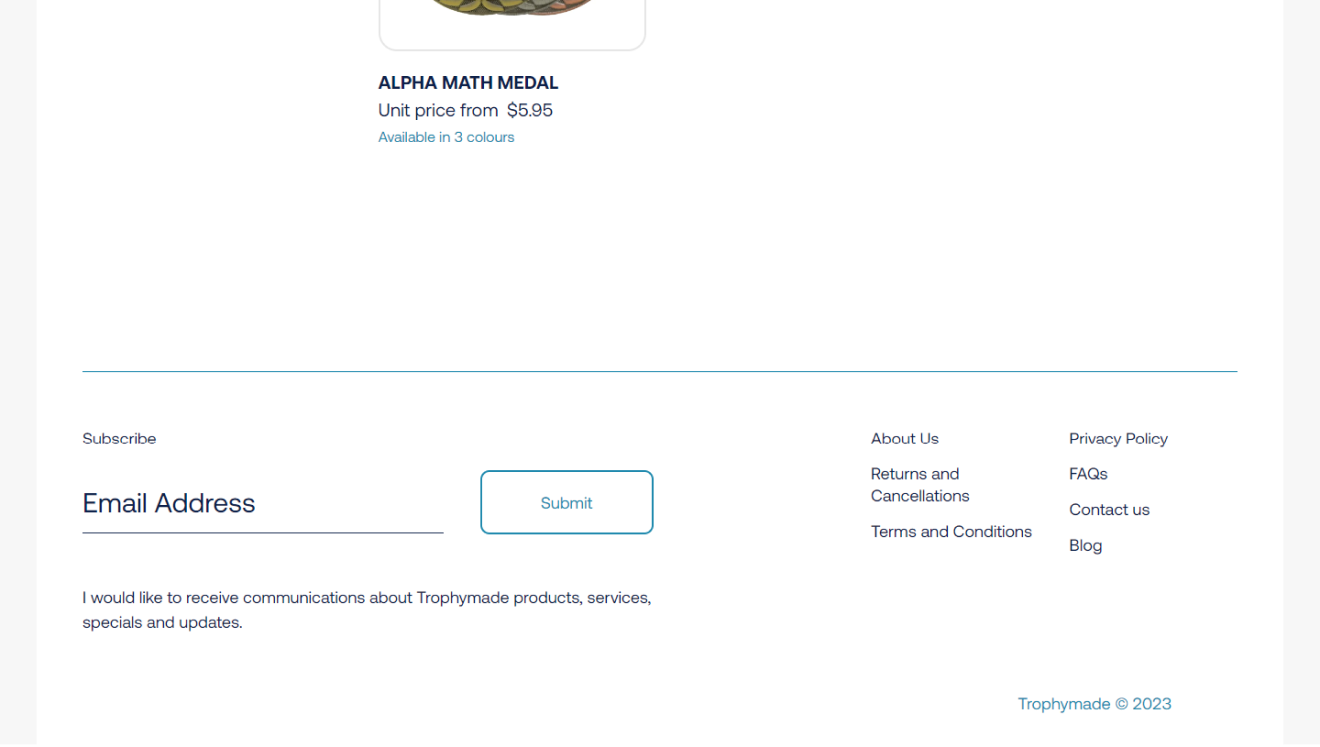 ALPHA MATH MEDAL
Unit price from $5.95
Available in 3 colours
Subscribe
Email Address
Submit
I would like to receive communications about Trophymade products, services,
specials and updates.
About Us
Returns and
Cancellations
Terms and Conditions
Privacy Policy
FAQs
Contact us
Blog
Trophymade © 2023